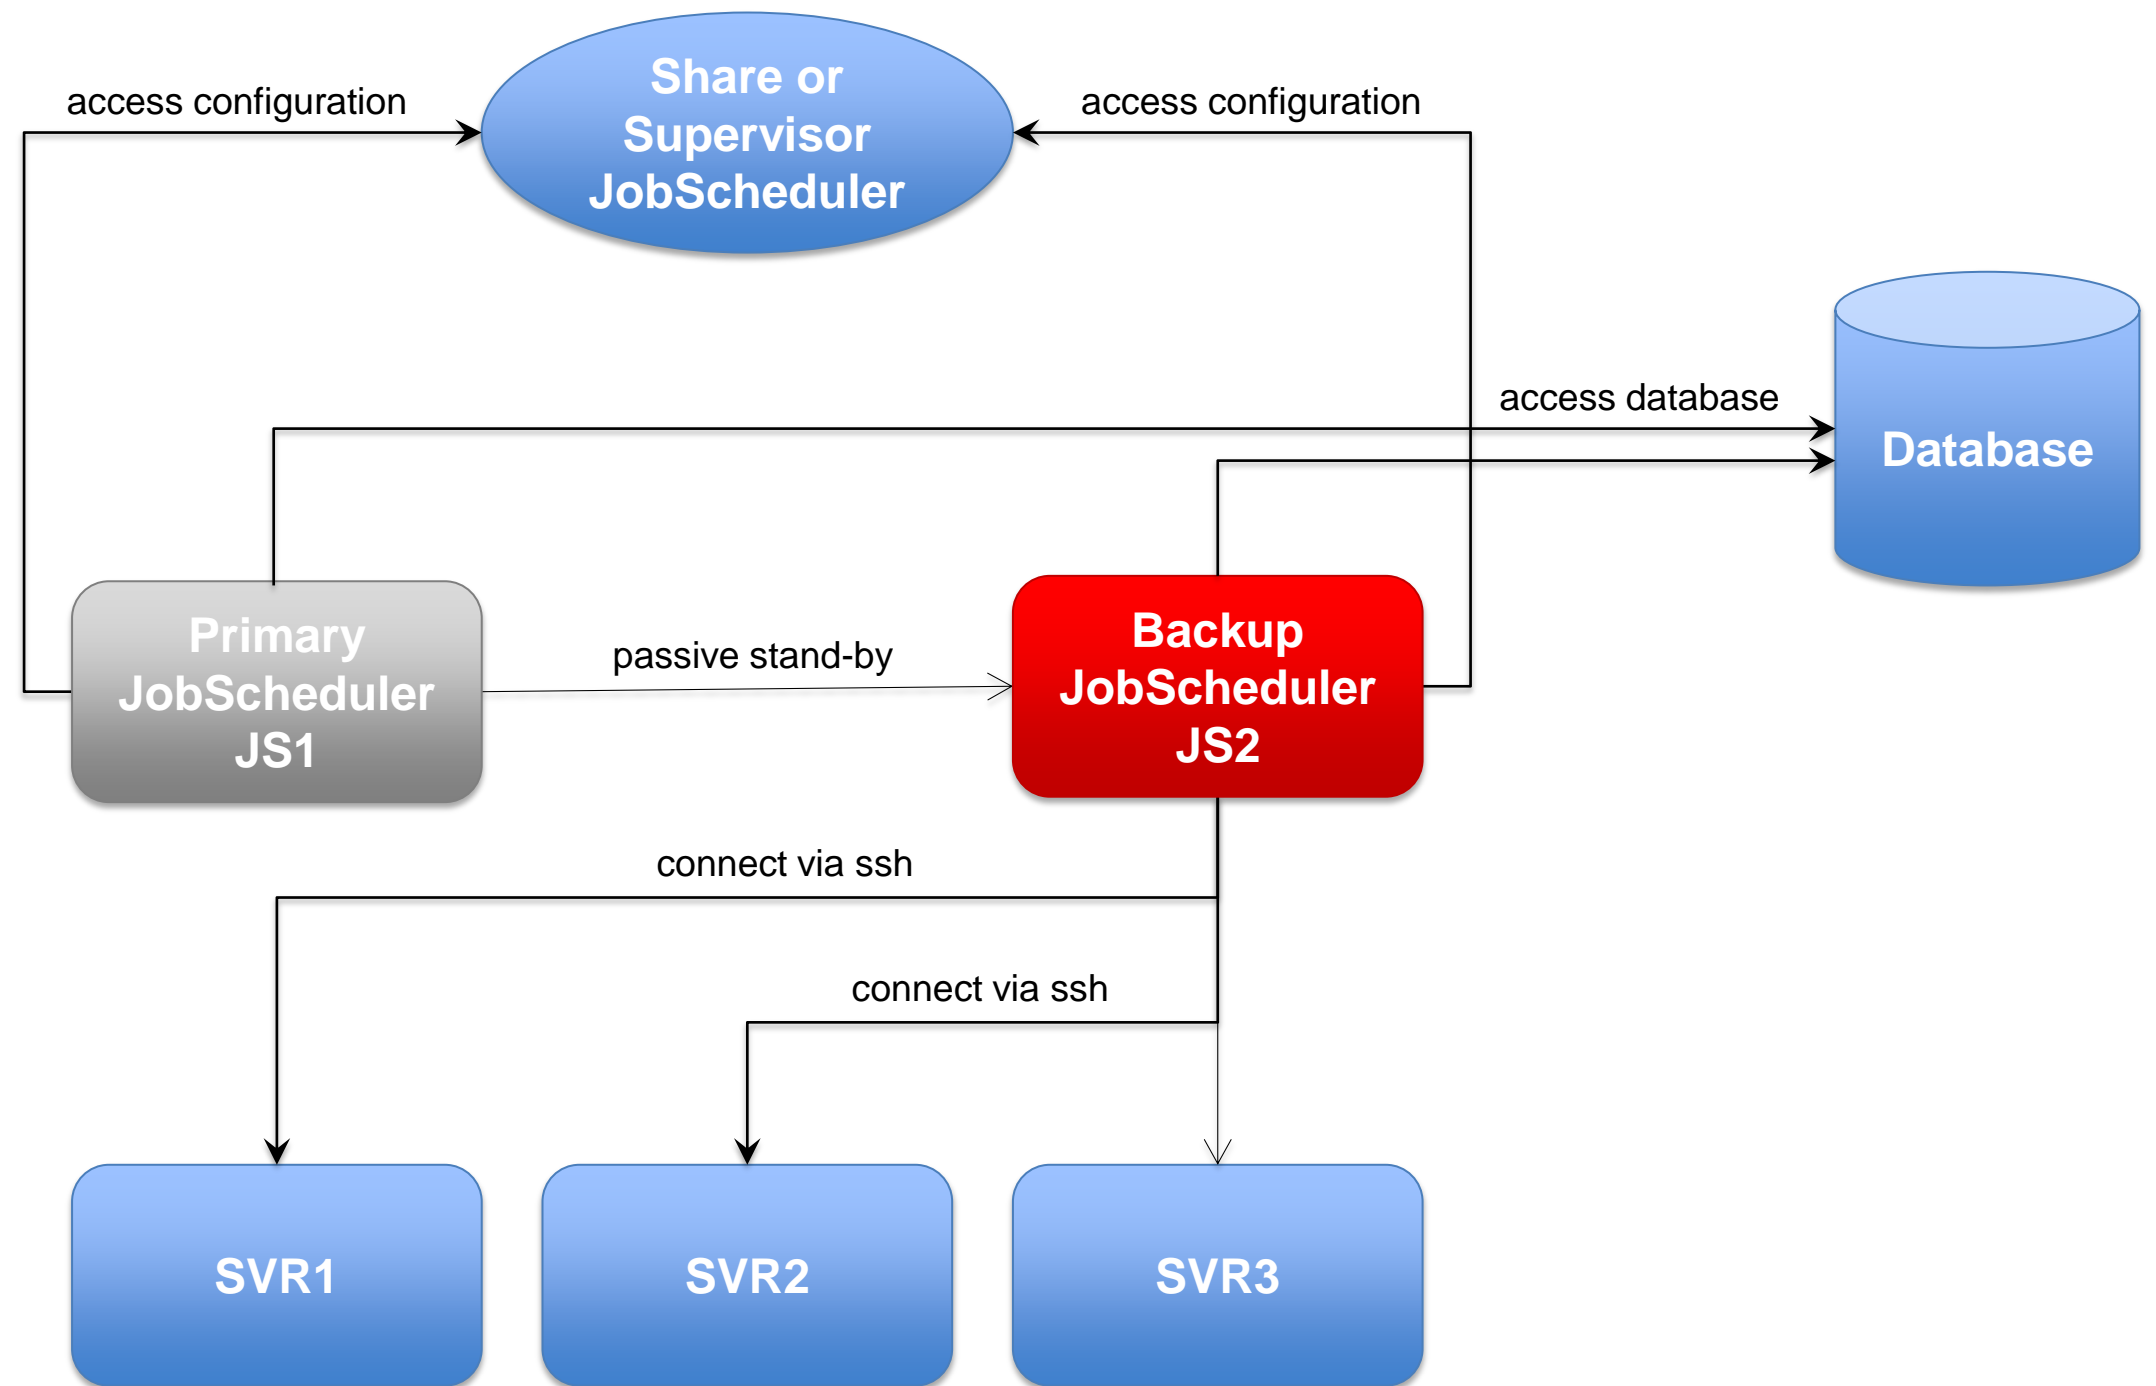 Share or
Supervisor
JobScheduler
access configuration
access configuration
access database
Database
Primary
JobScheduler
JS1
passive stand-by
Backup
JobScheduler
JS2
connect via ssh
connect via ssh
SVR1
SVR2
SVR3